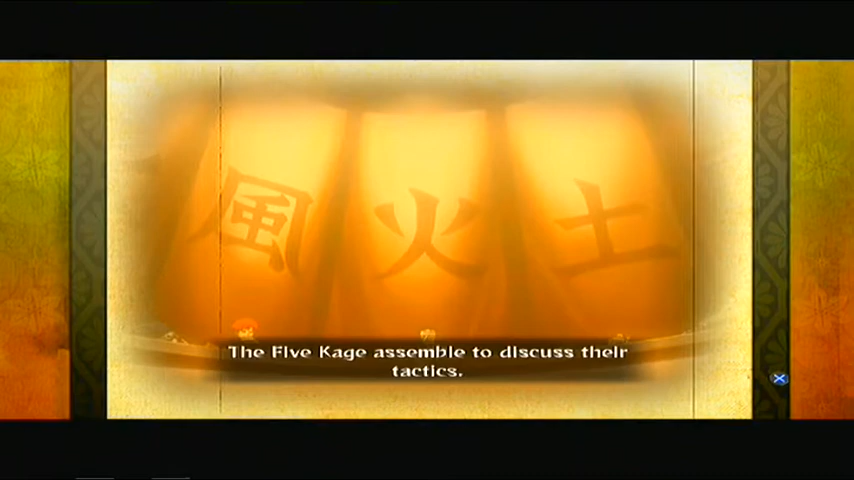 風 火 土
The Five Kage assemble to discuss their
tactics.